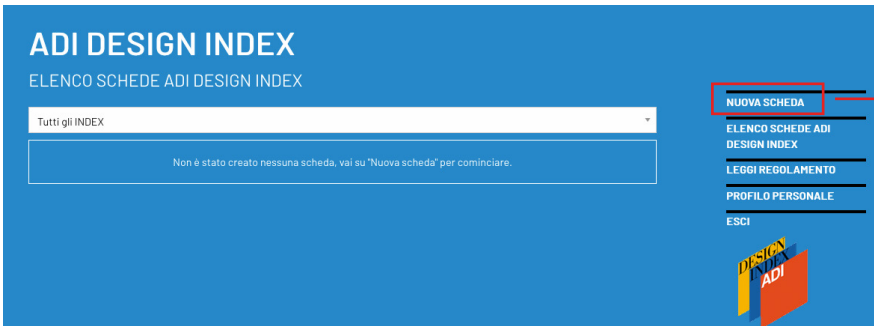 ADI DESIGN INDEX
ELENCO SCHEDE ADI DESIGN INDEX
Tutti gli INDEX
Non è stato creato nessuna scheda, vai su "Nuova scheda" per cominciare.
NUOVA SCHEDA
ELENCO SCHEDE ADI
DESIGN INDEX
LEGGI REGOLAMENTO
PROFILO PERSONALE
ESCI
DESIGN
INDEX
ADI